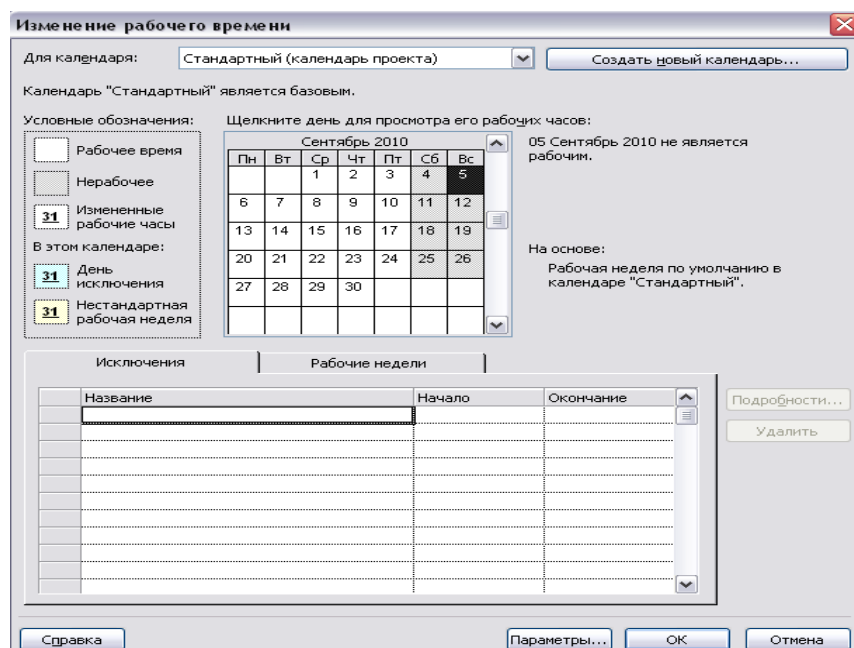 Изменение рабочего времени
Для календаря: Стандартный (календарь проекта) Создать новый календарь...
Календарь "Стандартный" является базовым.
Условные обозначения:
Рабочее время
Нерабочее
31 Измененные
рабочие часы
В этом календаре:
31 День
исключения
31 Нестандартная
рабочая неделя
Щелкните день для просмотра его рабочих часов:
Сентябрь 2010
Пн Вт Ср Чт Пт Сб Вс
1 2 3 4 5
6 7 8 9 10 11 12
13 14 15 16 17 18 19
20 21 22 23 24 25 26
27 28 29 30
05 Сентябрь 2010 не является
рабочим.
На основе:
Рабочая неделя по умолчанию в
календаре "Стандартный".
Исключения Рабочие недели
Название Начало Окончание
Подробности...
Удалить
Справка Параметры... ОК Отмена